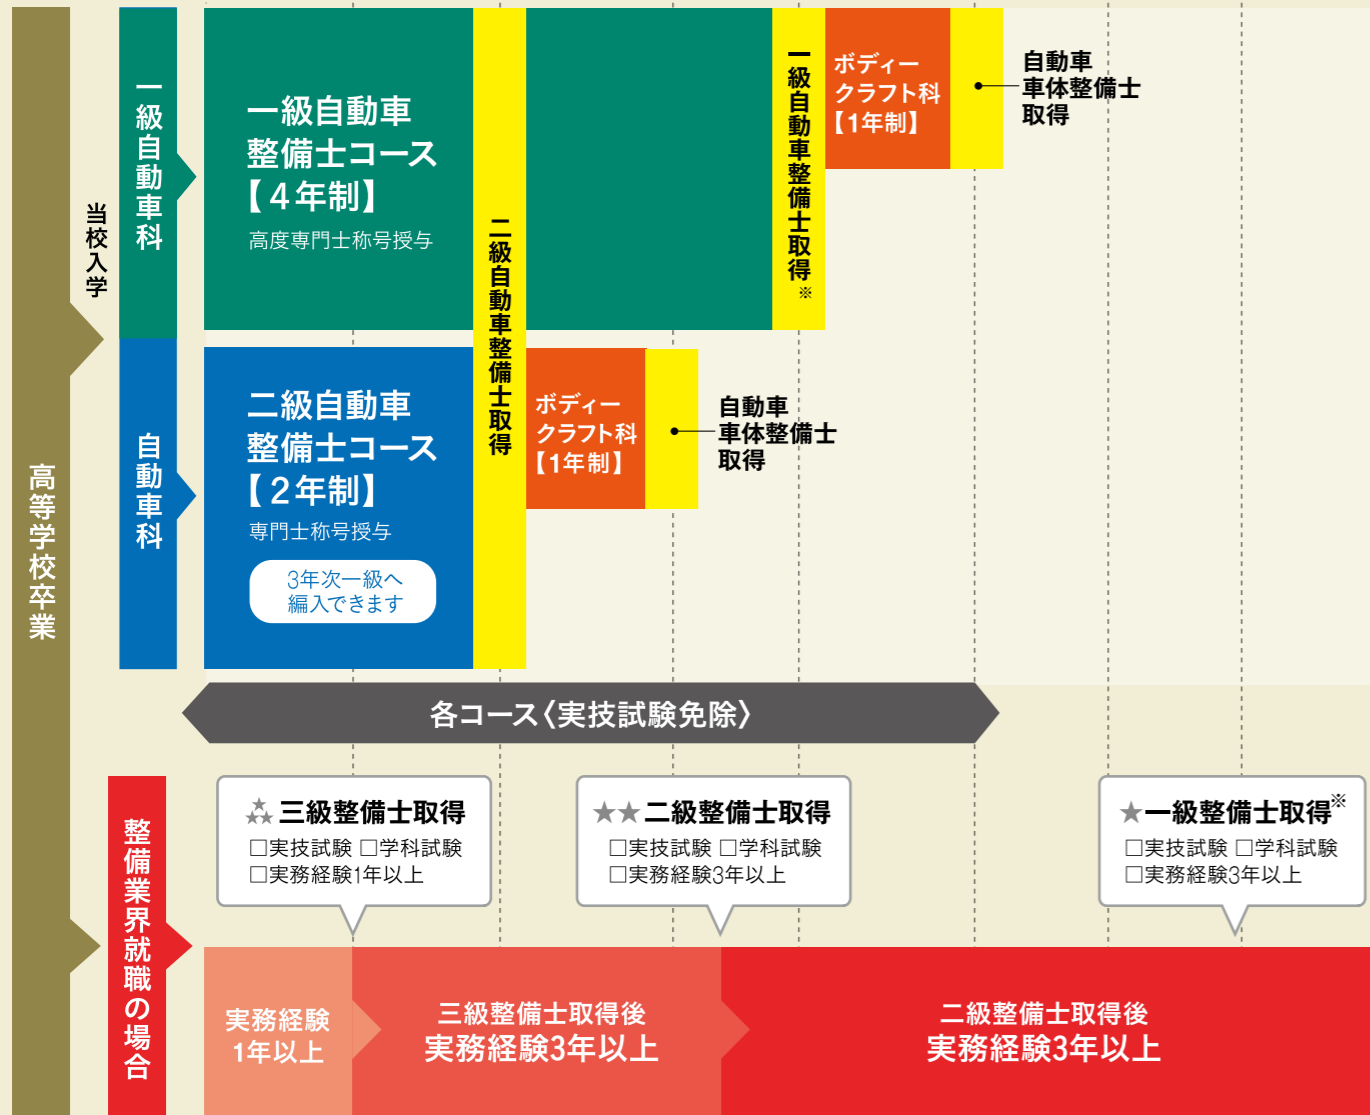 高等学校卒業
当校入学
一級自動車科
一級自動車
整備士コース
【4年制】
高度専門士称号授与
二級自動車整備士取得
一級自動車整備士取得※
ボディー
クラフト科
【1年制】
自動車
車体整備士
取得
自動車科
二級自動車
整備士コース
【2年制】
専門士称号授与
3年次一級へ
編入できます
ボディー
クラフト科
【1年制】
自動車
車体整備士
取得
各コース〈実技試験免除〉
整備業界就職の場合
★★★三級整備士取得
□実技試験 □学科試験
□実務経験1年以上
★★二級整備士取得
□実技試験 □学科試験
□実務経験3年以上
★一級整備士取得※
□実技試験 □学科試験
□実務経験3年以上
実務経験
1年以上
三級整備士取得後
実務経験3年以上
二級整備士取得後
実務経験3年以上